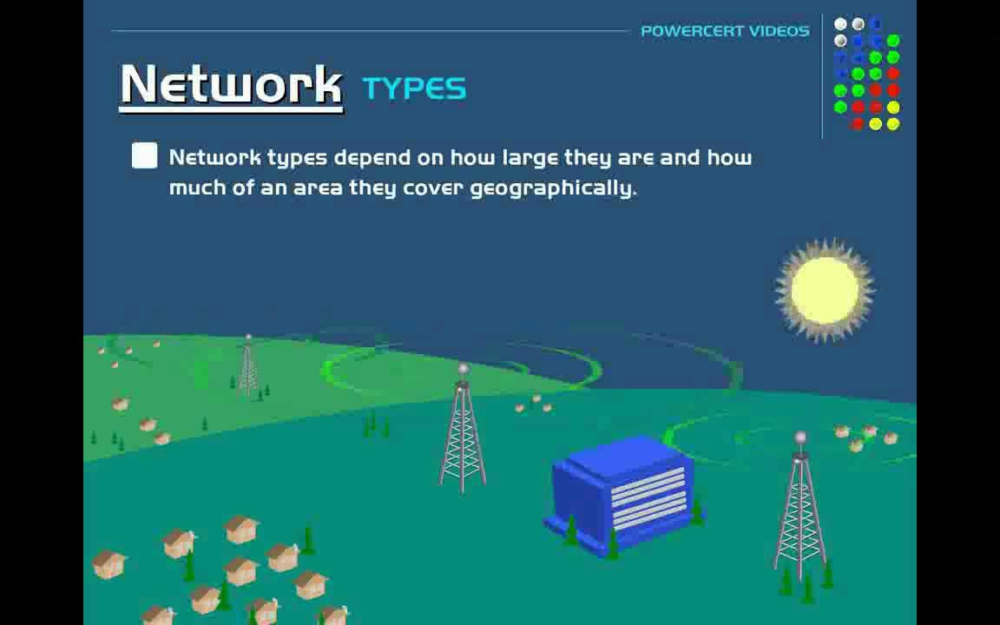 POWERCERT VIDEOS
Network TYPES
Network types depend on how large they are and how
much of an area they cover geographically.